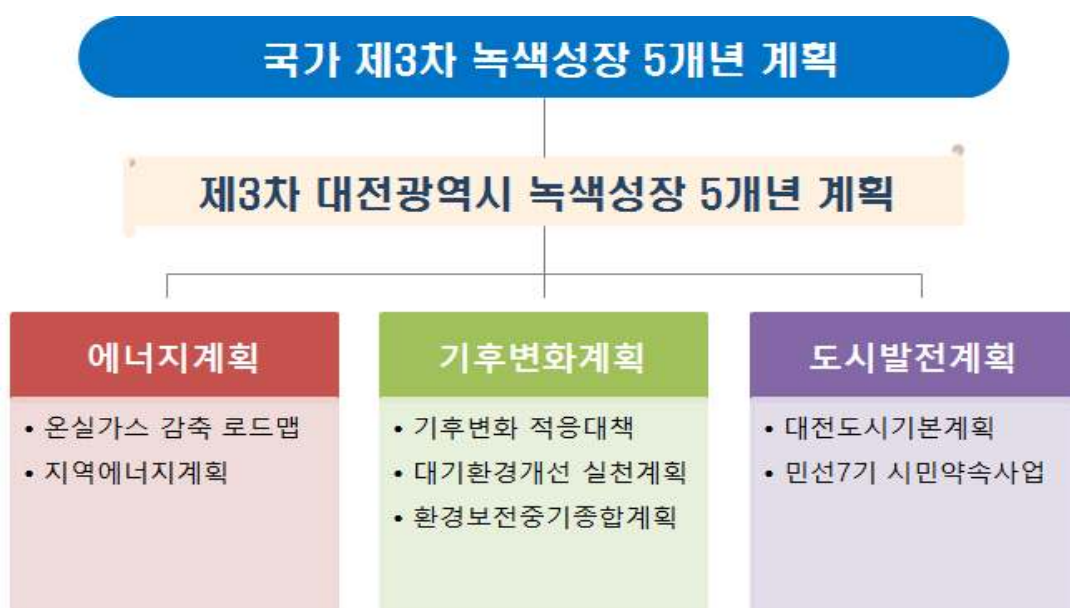 국가 제3차 녹색성장 5개년 계획
제3차 대전광역시 녹색성장 5개년 계획
에너지계획
• 온실가스 감축 로드맵
• 지역에너지계획
기후변화계획
• 기후변화 적응대책
• 대기환경개선 실천계획
• 환경보전중기종합계획
도시발전계획
• 대전도시기본계획
• 민선7기 시민약속사업